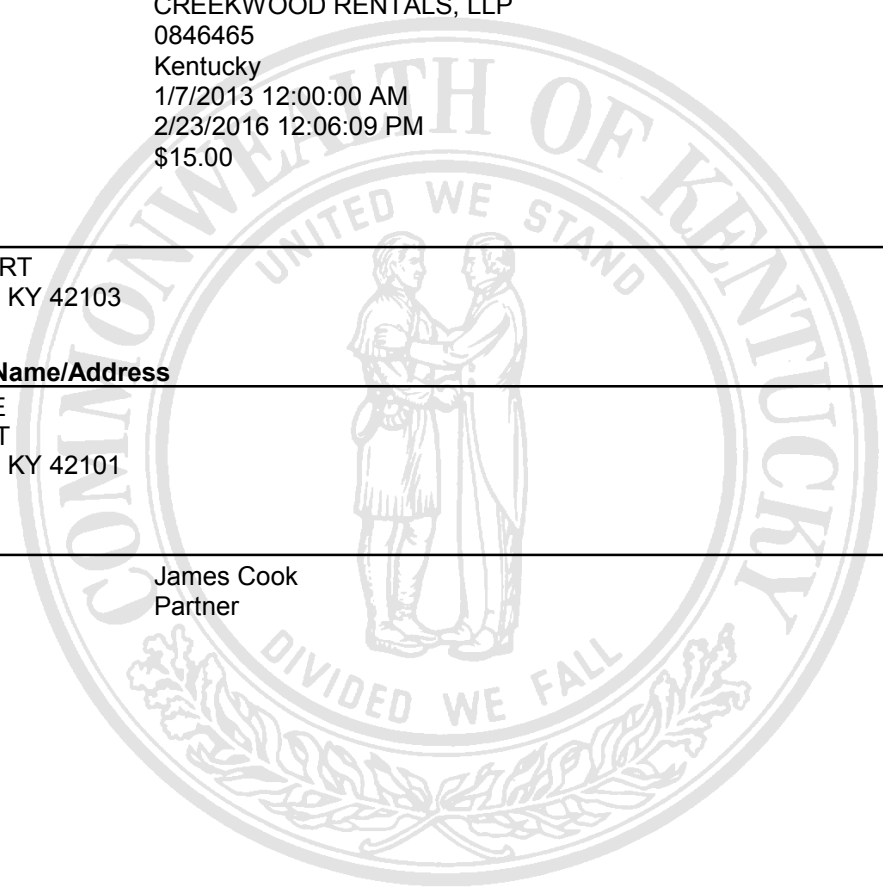 CREEKWOOD RENTALS, LLP
0846465
Kentucky
1/7/2013 12:00:00 AM
2/23/2016 12:06:09 PM
$15.00
RT
KY 42103
Name/Address
E
T
KY 42101
James Cook
Partner
COMMONWEALTH OF KENTUCKY
UNITED WE STAND
DIVIDED WE FALL